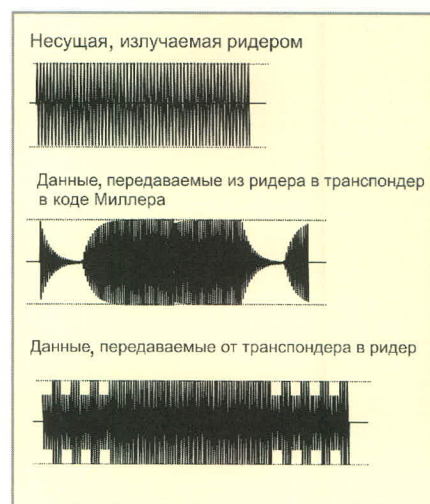 Несущая, излучаемая ридером
Данные, передаваемые из ридера в транспондер
в коде Миллера
Данные, передаваемые от транспондера в ридер